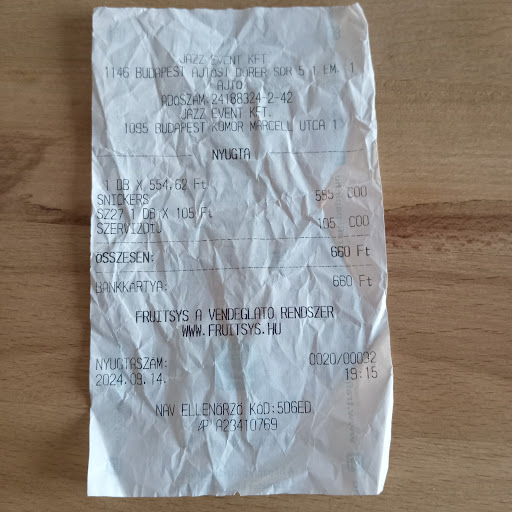 JAZZ EVENT KFT.
1146 BUDAPEST AJTÓSI DÜRER SOR 5 1.EM. 1
AJTÓ
ADÓSZÁM:24188324-2-42
JAZZ EVENT KFT.
1095 BUDAPEST KOMOR MARCELL UTCA 1
NYUGTA
1 DB X 554,62 Ft
SNICKERS 555 C00
SZ27 1 DB X 105 Ft
SZERVIZDÍJ 105 C00
ÖSSZESEN: 660 Ft
BANKKÁRTYA: 660 Ft
FRUITSYS A VENDÉGLÁTÓ RENDSZER
WWW.FRUITSYS.HU
NYUGTASZÁM: 0020/00032
2024.09.14. 19:15
NAV ELLENŐRZŐ KÓD:5DGED
AP A23410769